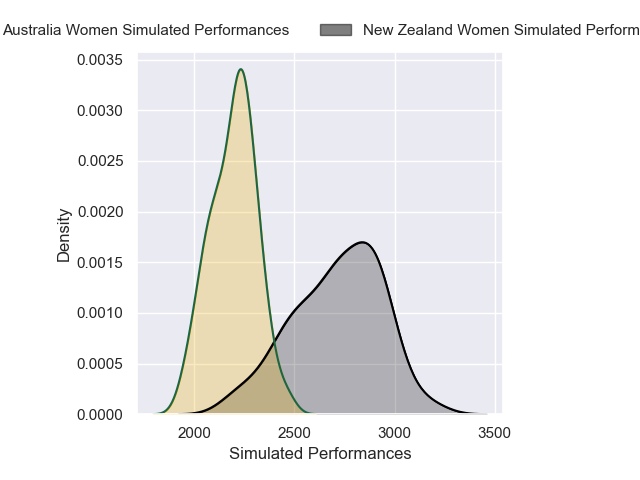 Australia Women Simulated Performances New Zealand Women Simulated Perform
0.0035
0.0030
0.0025
0.0020
0.0015
0.0010
0.0005
0.0000
Density
2000 2500 3000 3500
Simulated Performances